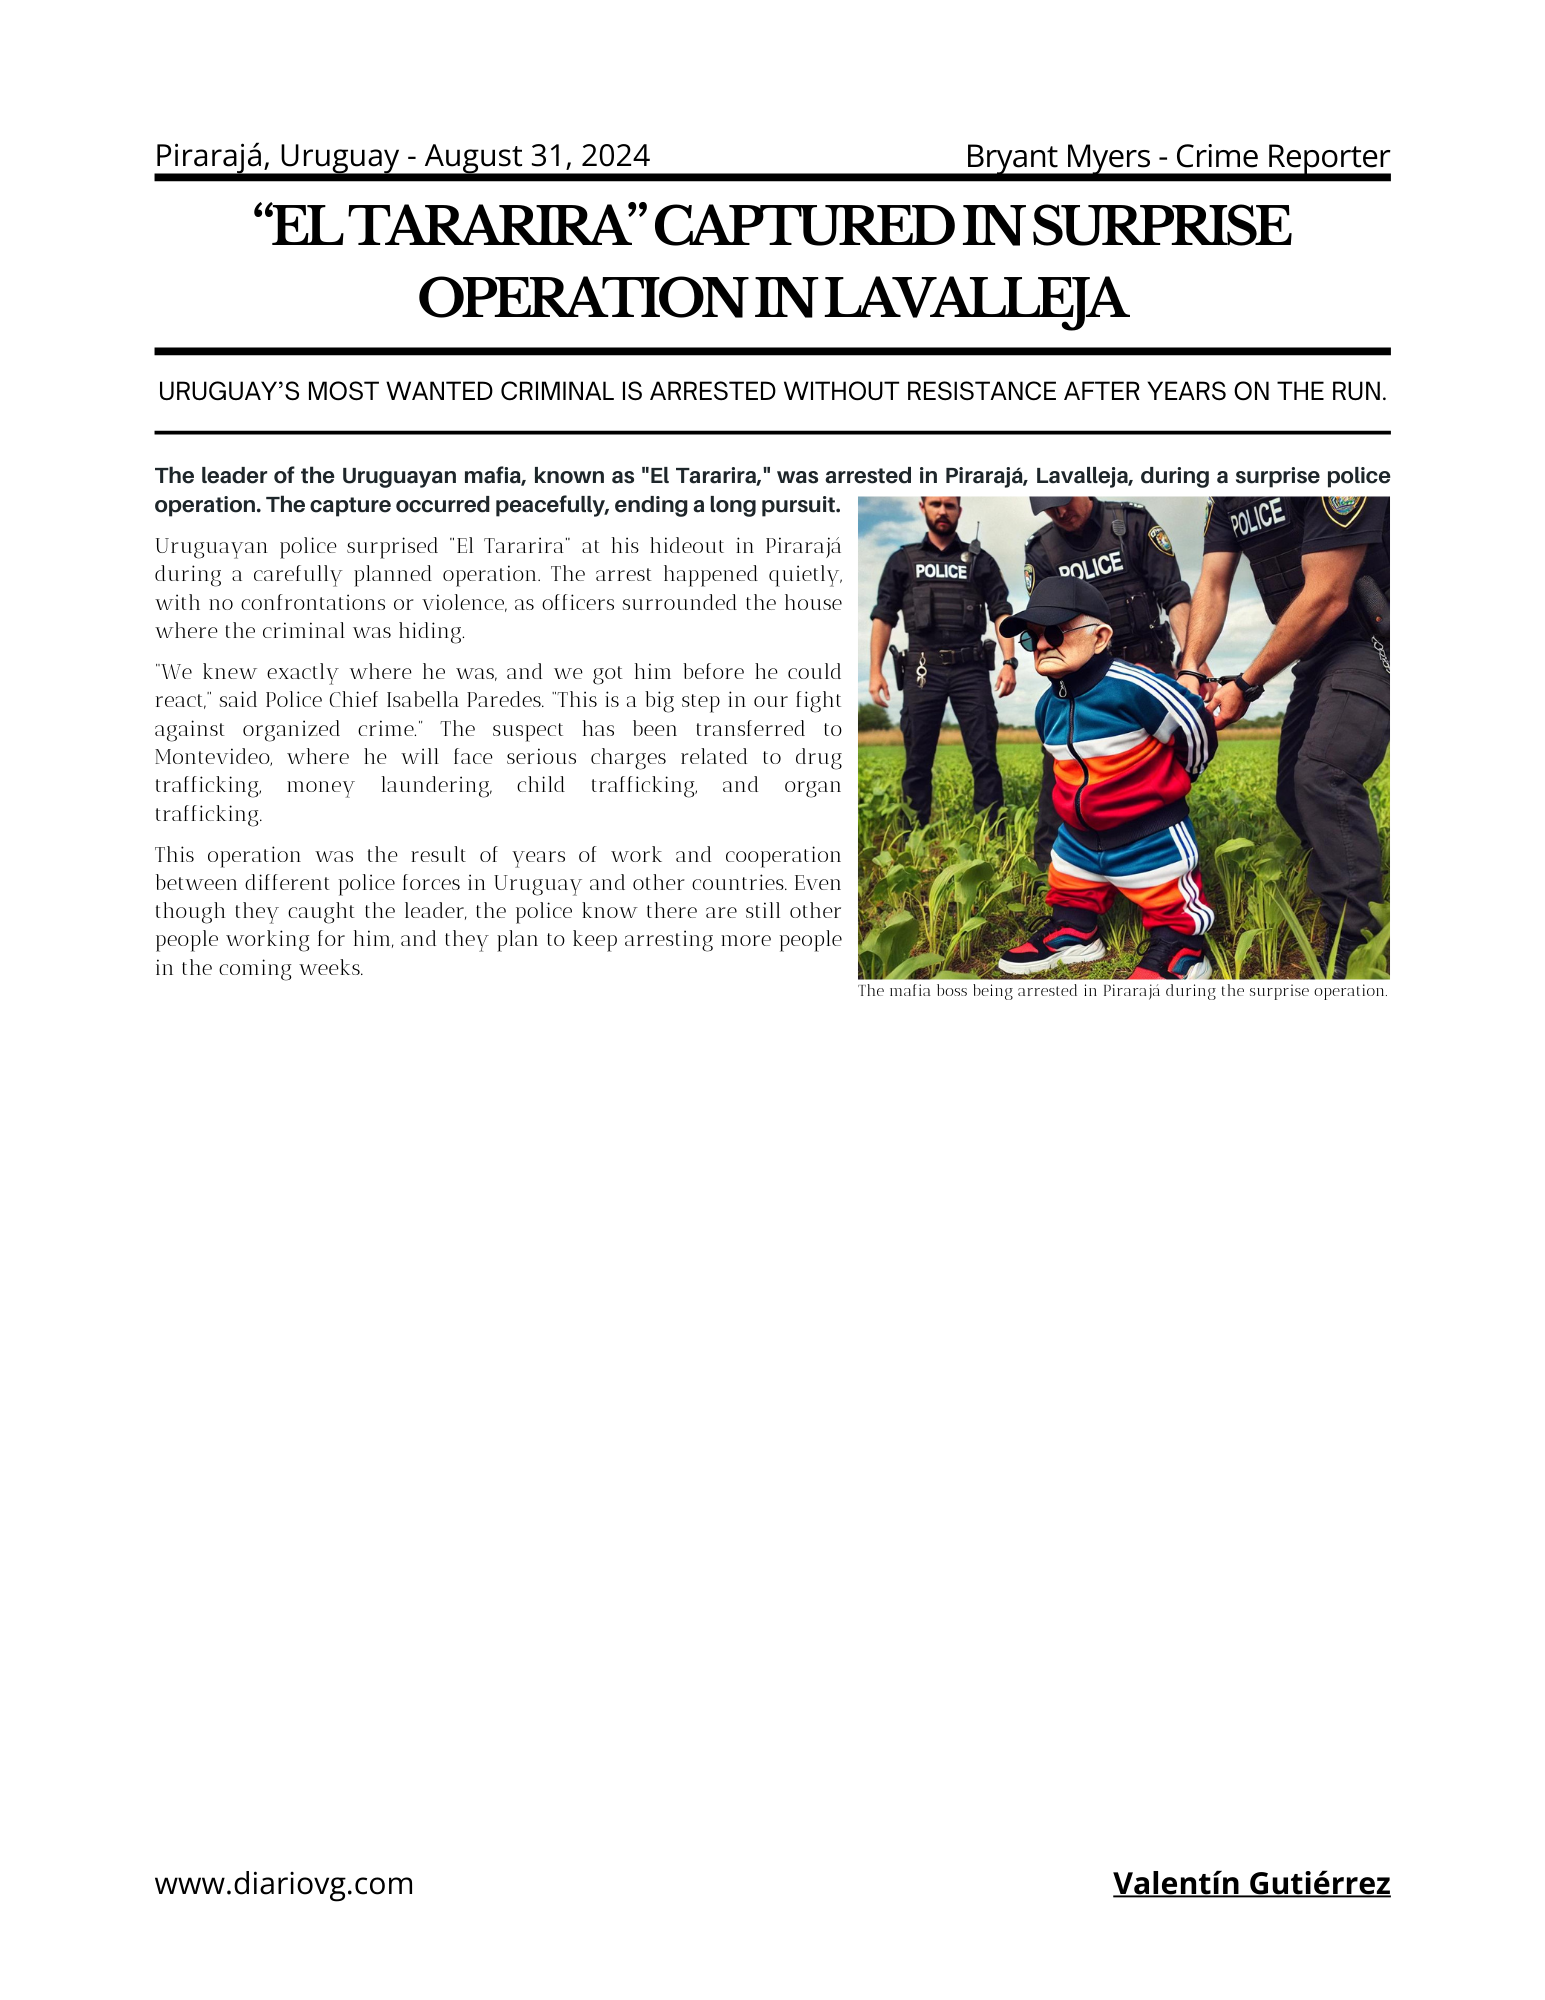 Pirarajá, Uruguay - August 31, 2024
Bryant Myers - Crime Reporter
“EL TARARIRA” CAPTURED IN SURPRISE
OPERATION IN LAVALLEJA
URUGUAY’S MOST WANTED CRIMINAL IS ARRESTED WITHOUT RESISTANCE AFTER YEARS ON THE RUN.
The leader of the Uruguayan mafia, known as "El Tararira," was arrested in Pirarajá, Lavalleja, during a surprise police
operation. The capture occurred peacefully, ending a long pursuit.
Uruguayan police surprised "El Tararira" at his hideout in Pirarajá
during a carefully planned operation. The arrest happened quietly,
with no confrontations or violence, as officers surrounded the house
where the criminal was hiding.
"We knew exactly where he was, and we got him before he could
react," said Police Chief Isabella Paredes. "This is a big step in our fight
against organized crime." The suspect has been transferred to
Montevideo, where he will face serious charges related to drug
trafficking, money laundering, child trafficking, and organ
trafficking.
This operation was the result of years of work and cooperation
between different police forces in Uruguay and other countries. Even
though they caught the leader, the police know there are still other
people working for him, and they plan to keep arresting more people
in the coming weeks.
POLICE
POLICE
POLICE
The mafia boss being arrested in Pirarajá during the surprise operation.
www.diariovg.com
Valentín Gutiérrez